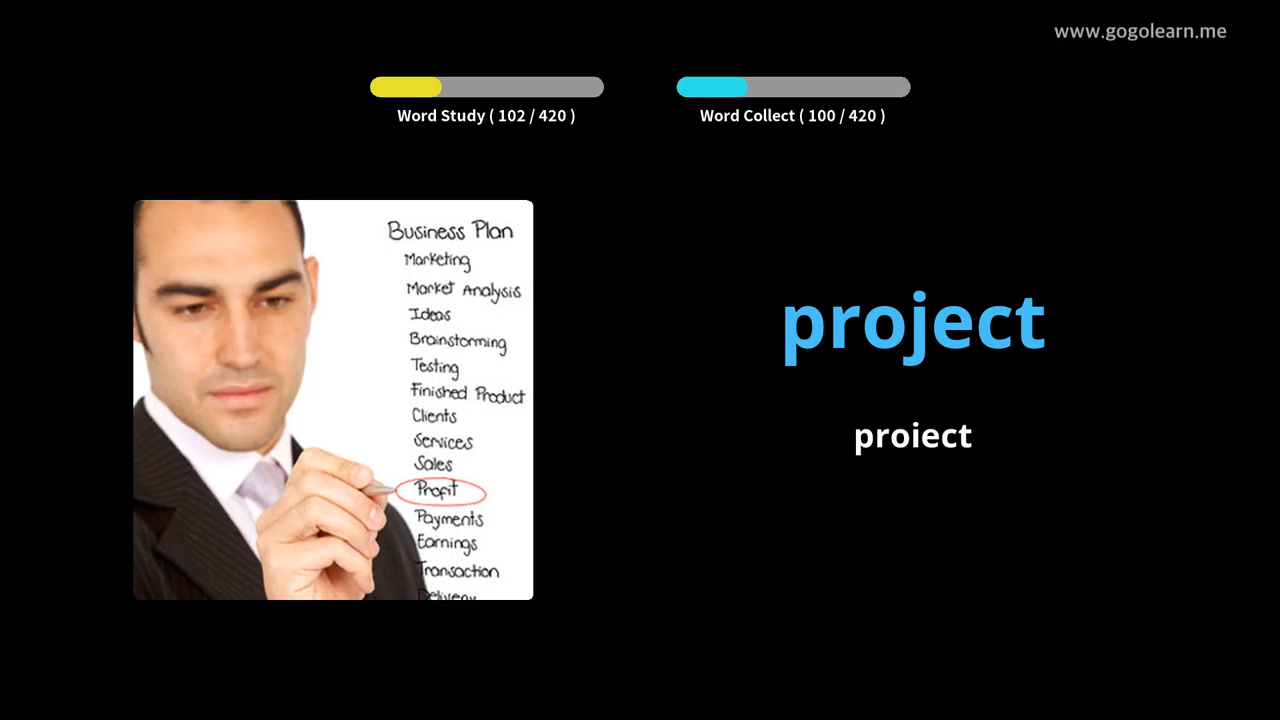 www.gogolearn.me
Word Study ( 102 / 420 )
Word Collect ( 100 / 420 )
Business Plan
Marketing
Market Analysis
Ideas
Brainstorming
Testing
Finished Product
Clients
Services
Sales
Profit
Payments
Earnings
Transaction
Delivery
project
proiect